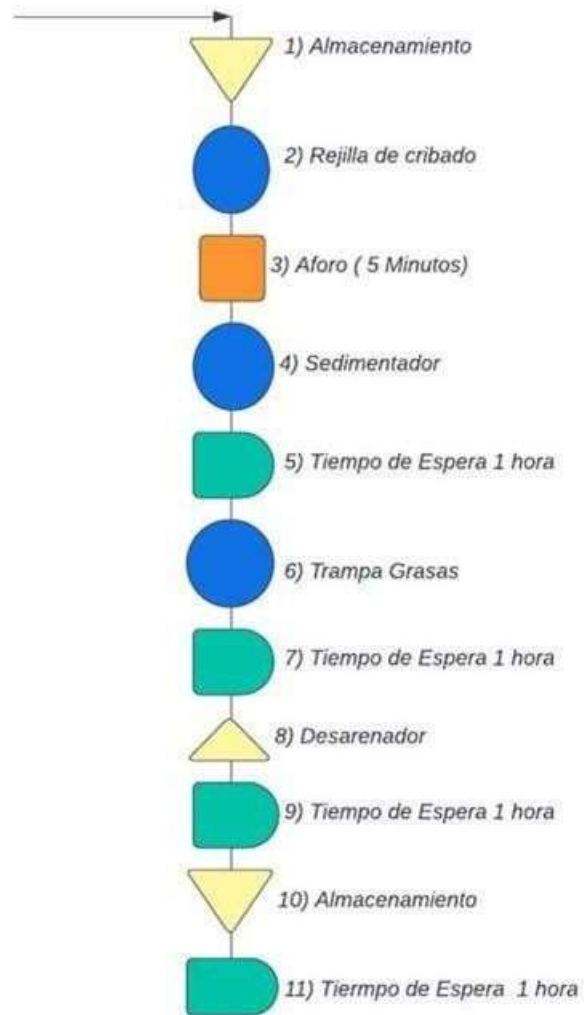 1) Almacenamiento
2) Rejilla de cribado
3) Aforo ( 5 Minutos)
4) Sedimentador
5) Tiempo de Espera 1 hora
6) Trampa Grasas
7) Tiempo de Espera 1 hora
8) Desarenador
9) Tiempo de Espera 1 hora
10) Almacenamiento
11) Tiermpo de Espera 1 hora